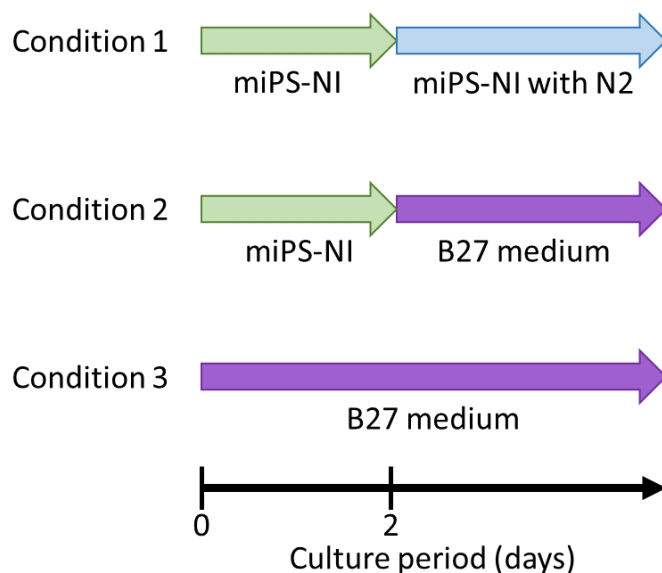 Condition 1
miPS-NI
miPS-NI with N2
Condition 2
miPS-NI
B27 medium
Condition 3
B27 medium
0
2
Culture period (days)